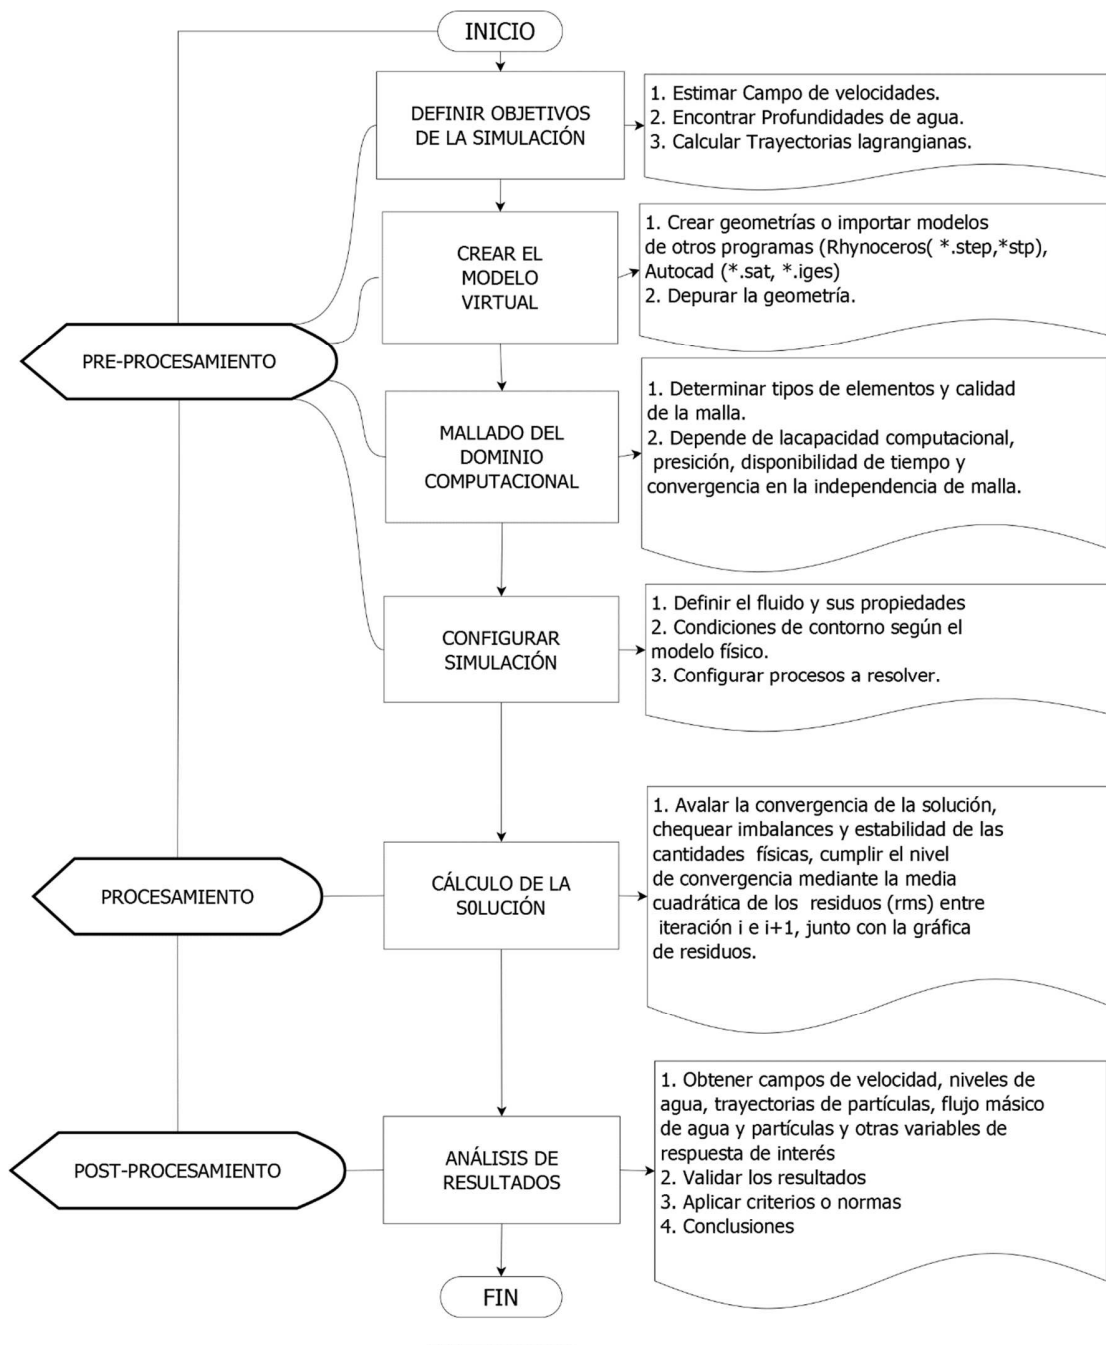 INICIO
DEFINIR OBJETIVOS
DE LA SIMULACIÓN
1. Estimar Campo de velocidades.
2. Encontrar Profundidades de agua.
3. Calcular Trayectorias lagrangianas.
CREAR EL
MODELO
VIRTUAL
1. Crear geometrías o importar modelos
de otros programas (Rhynoceros( *.step,*stp),
Autocad (*.sat, *.iges)
2. Depurar la geometría.
PRE-PROCESAMIENTO
MALLADO DEL
DOMINIO
COMPUTACIONAL
1. Determinar tipos de elementos y calidad
de la malla.
2. Depende de lacapacidad computacional,
presición, disponibilidad de tiempo y
convergencia en la independencia de malla.
CONFIGURAR
SIMULACIÓN
1. Definir el fluido y sus propiedades
2. Condiciones de contorno según el
modelo físico.
3. Configurar procesos a resolver.
PROCESAMIENTO
CÁLCULO DE LA
S0LUCIÓN
1. Avalar la convergencia de la solución,
chequear imbalances y estabilidad de las
cantidades físicas, cumplir el nivel
de convergencia mediante la media
cuadrática de los residuos (rms) entre
iteración i e i+1, junto con la gráfica
de residuos.
POST-PROCESAMIENTO
ANÁLISIS DE
RESULTADOS
1. Obtener campos de velocidad, niveles de
agua, trayectorias de partículas, flujo másico
de agua y partículas y otras variables de
respuesta de interés
2. Validar los resultados
3. Aplicar criterios o normas
4. Conclusiones
FIN